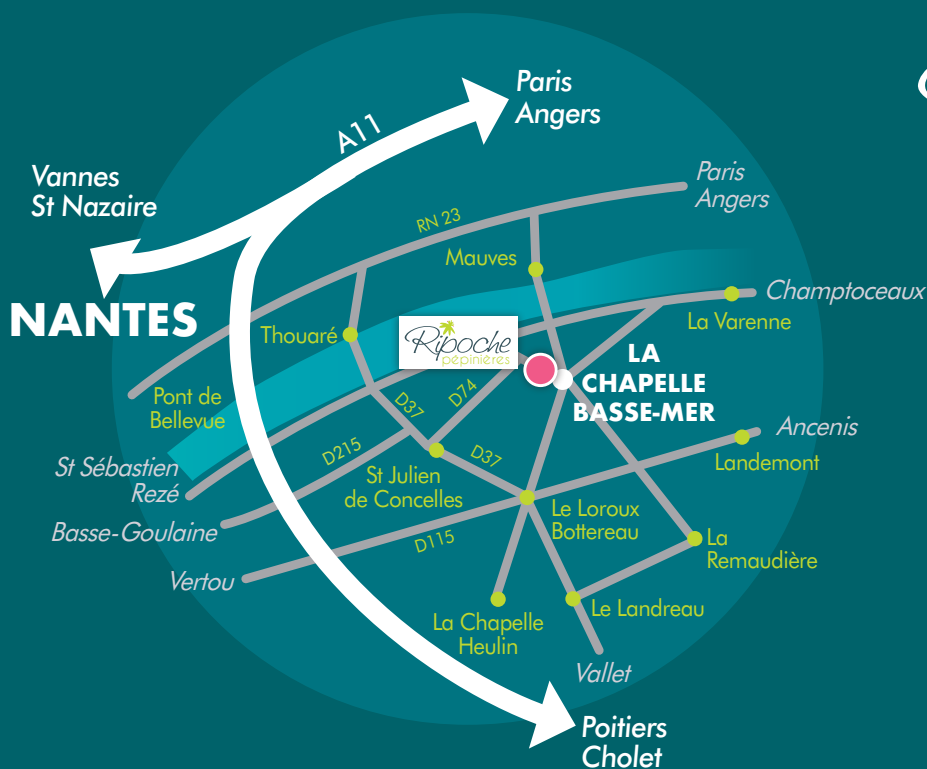 Paris
Angers
A11
Vannes
St Nazaire
Paris
Angers
RN 23
Mauves
Champtoceaux
NANTES
La Varenne
Thouaré
Ripoche
pépinières
LA
CHAPELLE
BASSE-MER
Pont de
Bellevue
D37
D74
Ancenis
D215
D37
Landemont
St Sébastien
Rezé
St Julien
de Concelles
Le Loroux
Bottereau
Basse-Goulaine
D115
La
Remaudière
Vertou
Le Landreau
La Chapelle
Heulin
Vallet
Poitiers
Cholet